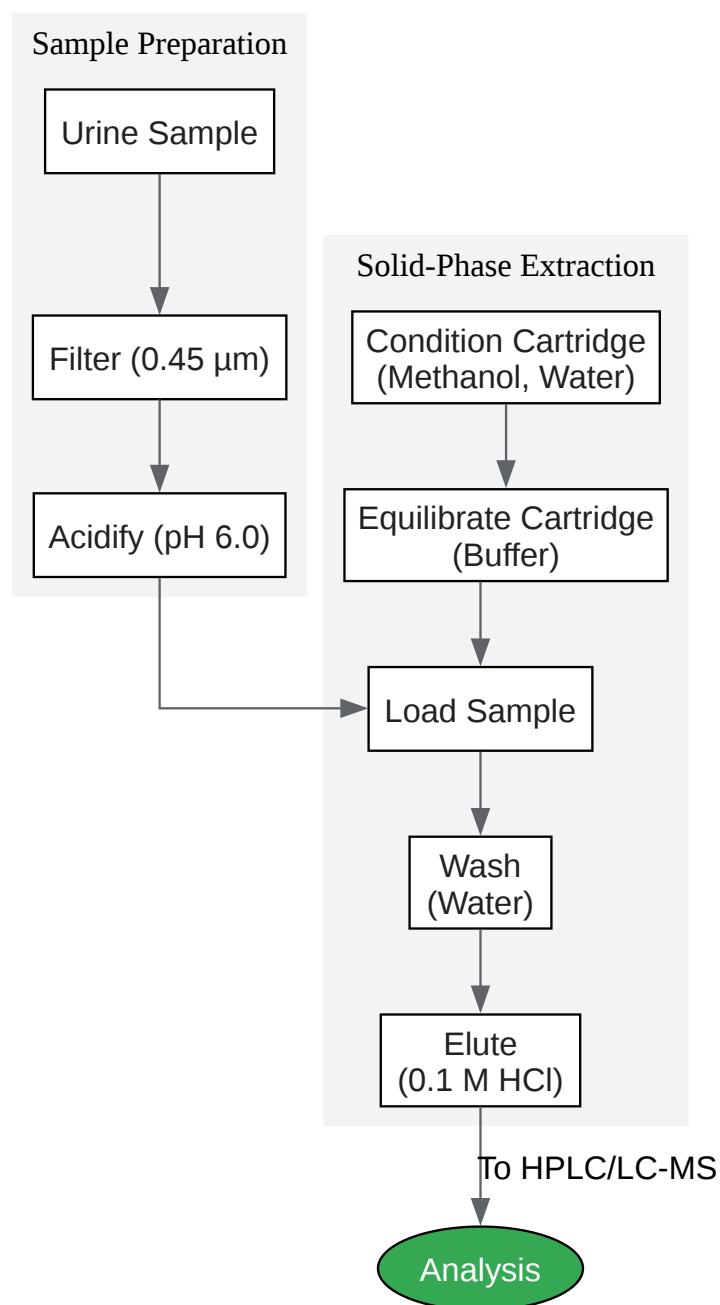 Sample Preparation
Urine Sample
Filter (0.45 µm)
Acidify (pH 6.0)
Solid-Phase Extraction
Condition Cartridge
(Methanol, Water)
Equilibrate Cartridge
(Buffer)
Load Sample
Wash
(Water)
Elute
(0.1 M HCl)
To HPLC/LC-MS
Analysis